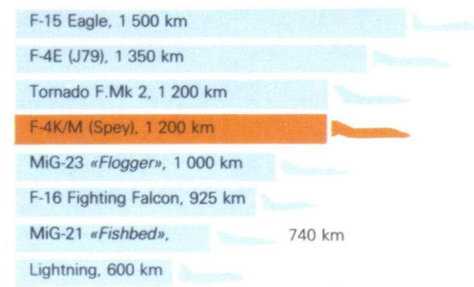 F-15 Eagle, 1 500 km
F-4E (J79), 1 350 km
Tornado F.Mk 2, 1 200 km
F-4K/M (Spey), 1 200 km
MiG-23 «Flogger», 1 000 km
F-16 Fighting Falcon, 925 km
MiG-21 «Fishbed», 740 km
Lightning, 600 km